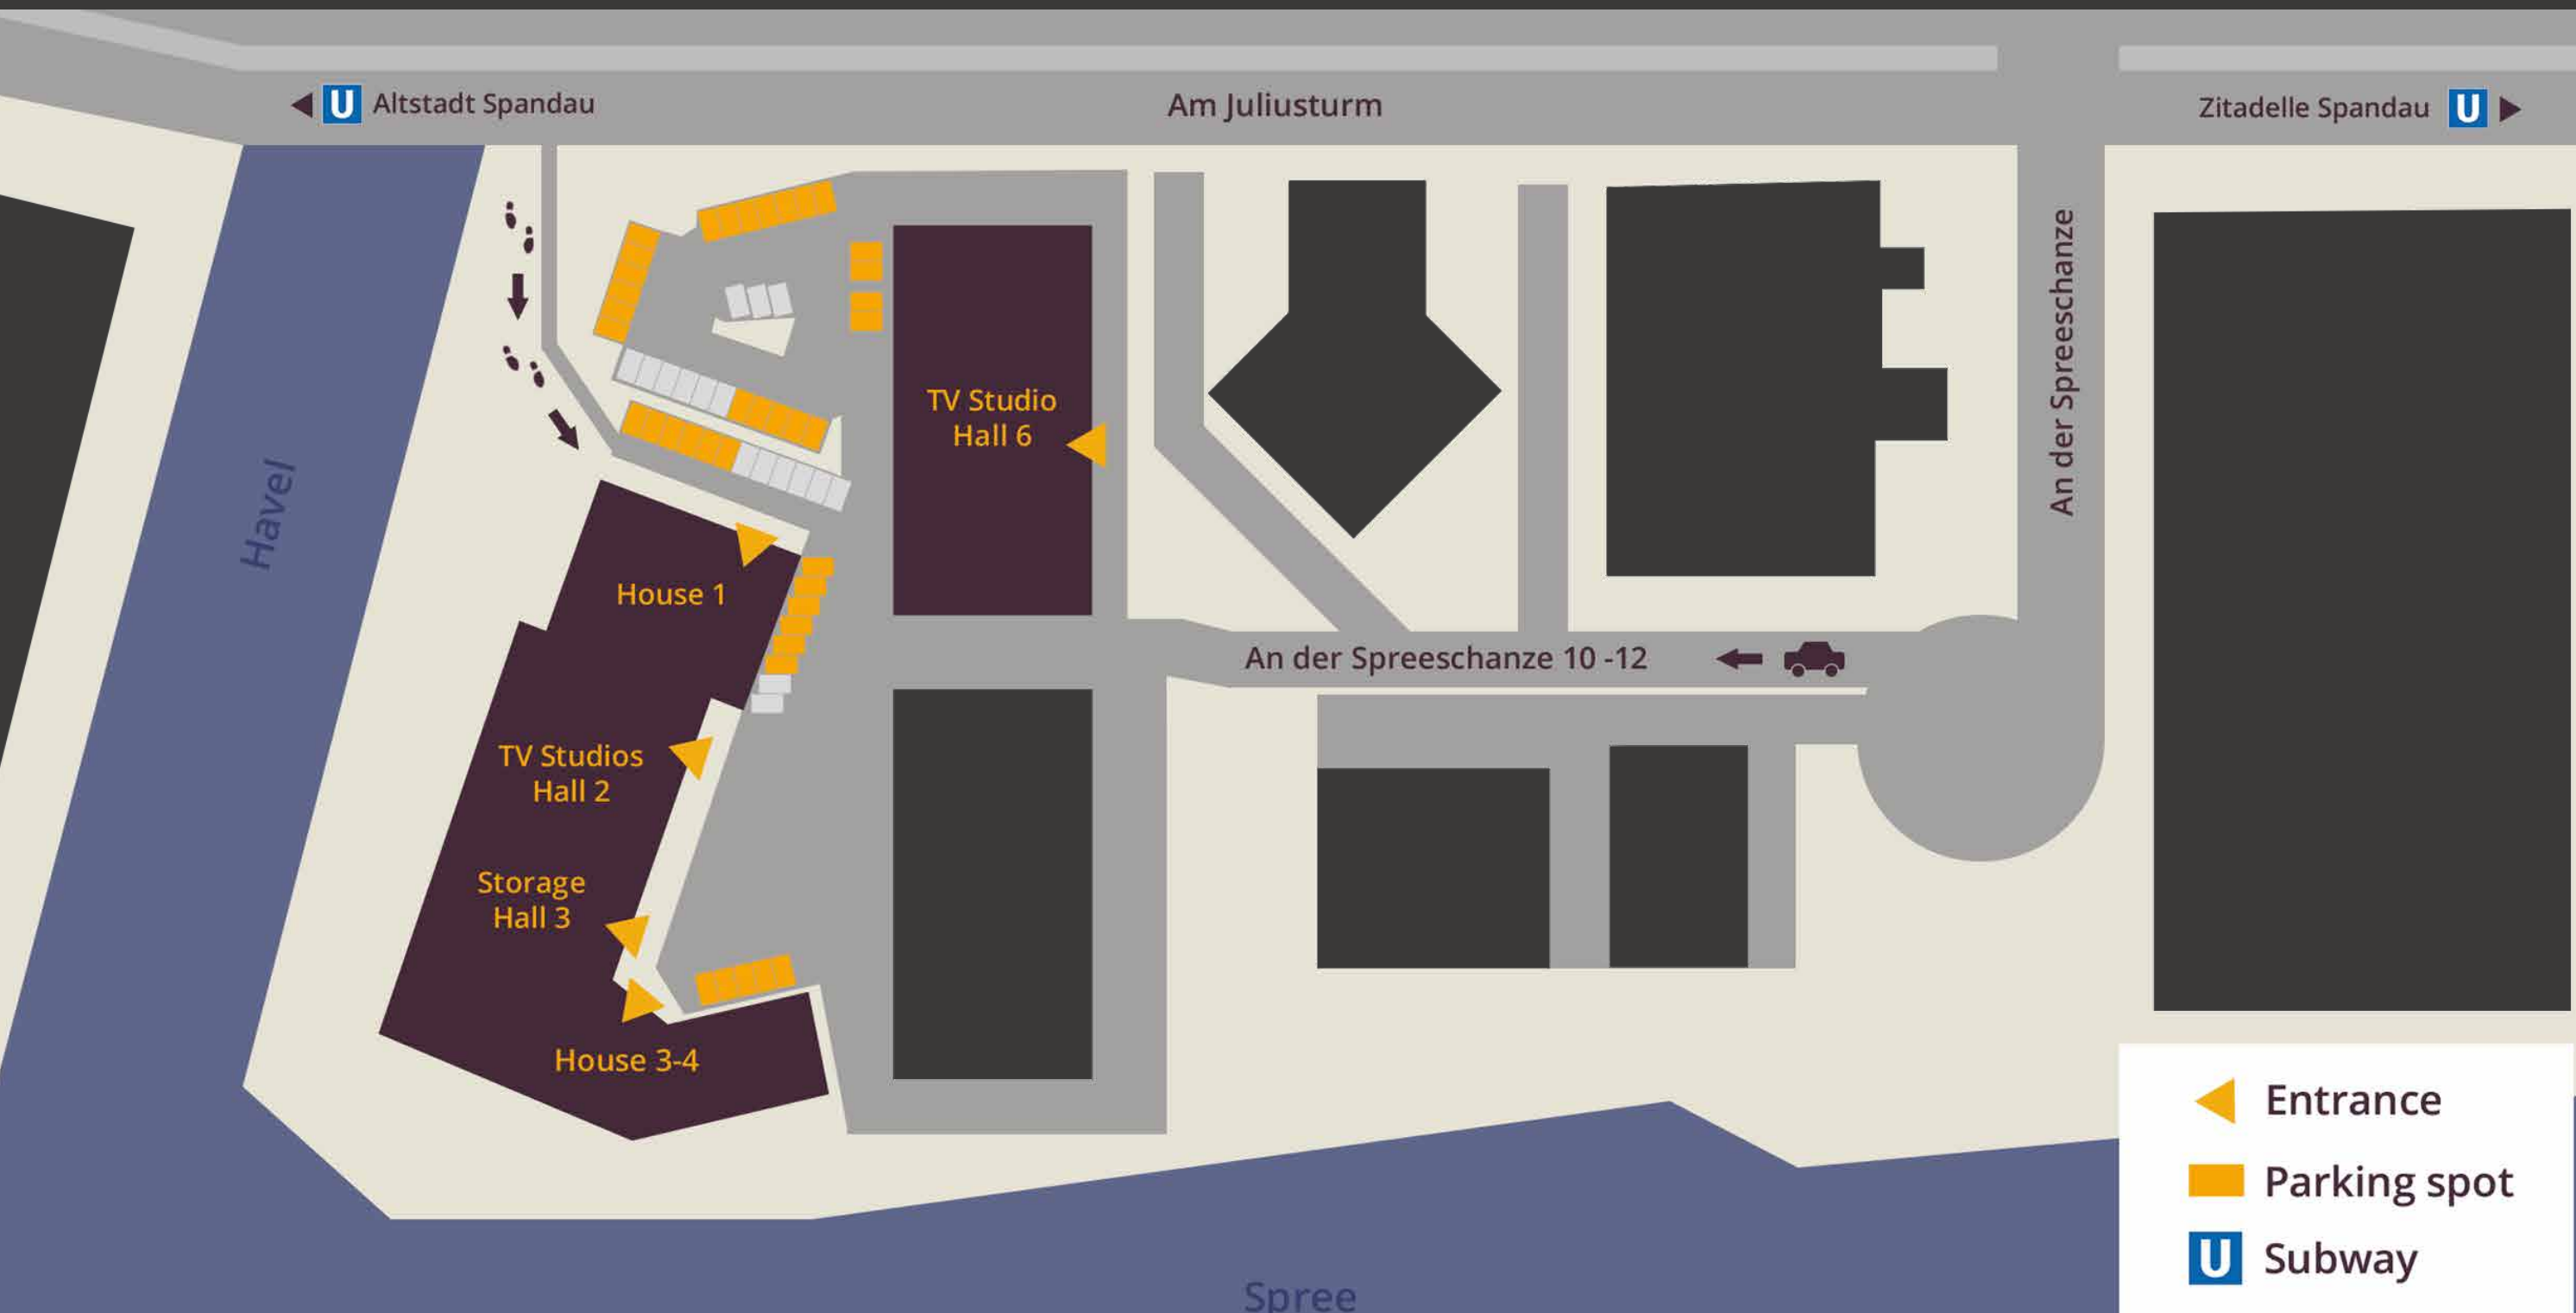 U Altstadt Spandau
Am Juliusturm
Zitadelle Spandau U
An der Spreeschanze
Havel
TV Studio
Hall 6
House 1
An der Spreeschanze 10 -12
TV Studios
Hall 2
Storage
Hall 3
House 3-4
Entrance
Parking spot
U Subway
Spree